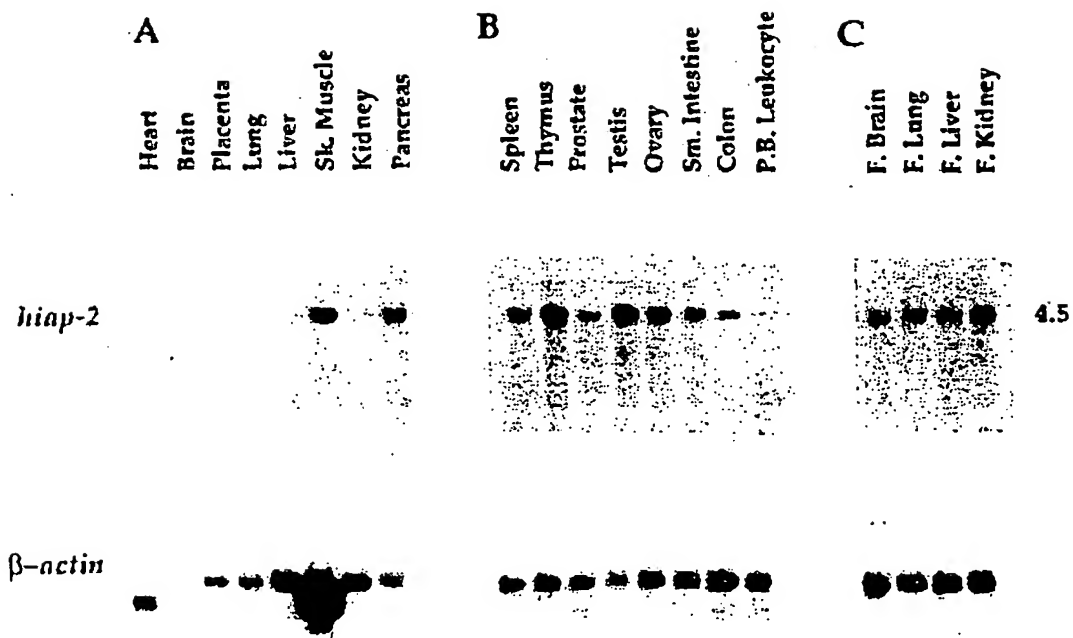 A
B
C
Heart
Brain
Placenta
Lung
Liver
Sk. Muscle
Kidney
Pancreas
Spleen
Thymus
Prostate
Testis
Ovary
Sm. Intestine
Colon
P.B. Leukocyte
F. Brain
F. Lung
F. Liver
F. Kidney
hiap-2
4.5
β-actin